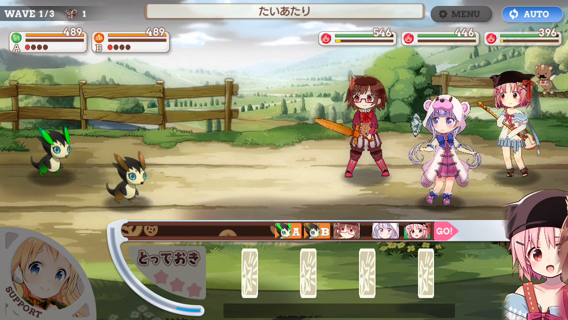 WAVE 1/3 1
たいあたり
MENU
AUTO
489
A
489
B
546
446
396
A B GO!
SUPPORT
とっておき